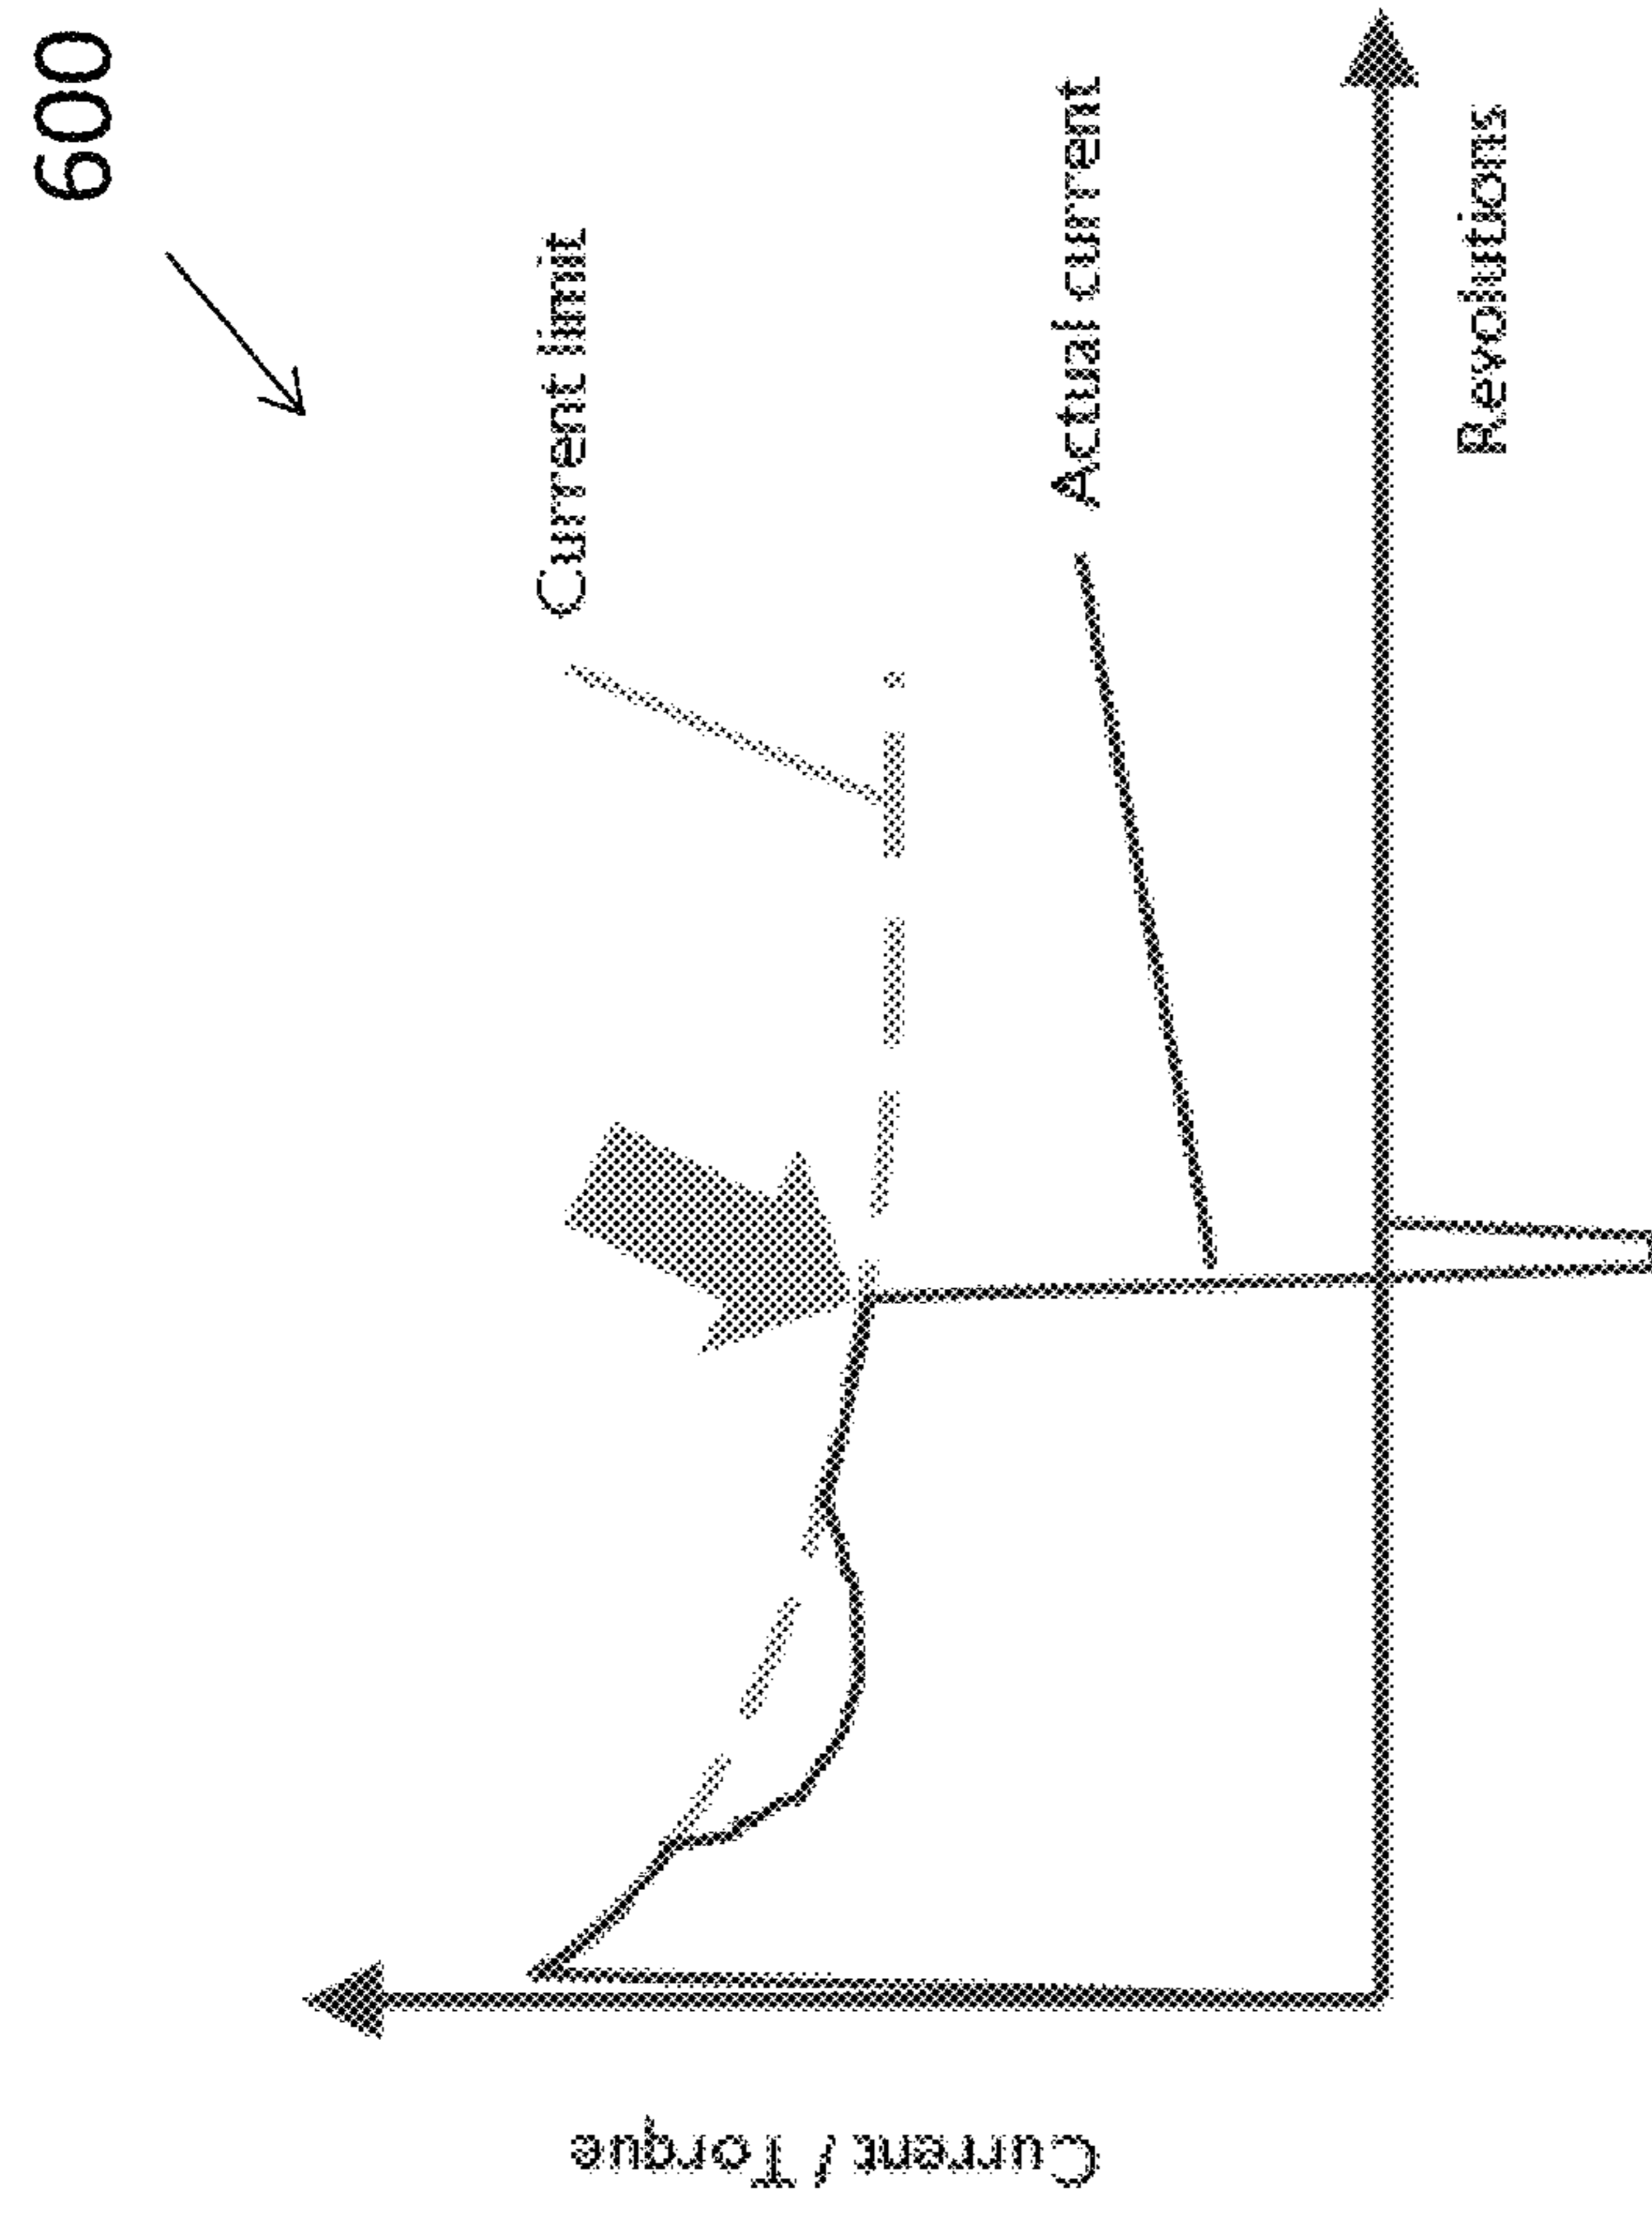 600
Current limit
Actual current
Revolutions
Current / Torque